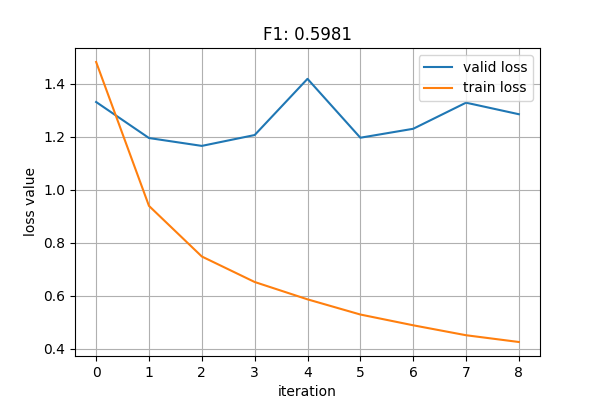 F1: 0.5981
valid loss
train loss
1.4
1.2
1.0
0.8
0.6
0.4
loss value
0 1 2 3 4 5 6 7 8
iteration